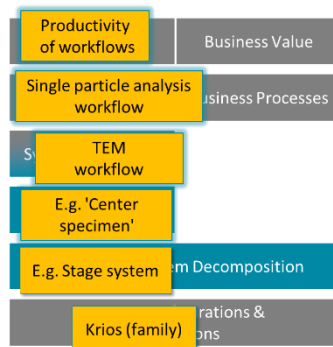 Productivity
of workflows
Business Value
Single particle analysis
workflow
usiness Processes
TEM
workflow
E.g. 'Center
specimen'
E.g. Stage system
em Decomposition
rations &
Krios (family)
ons